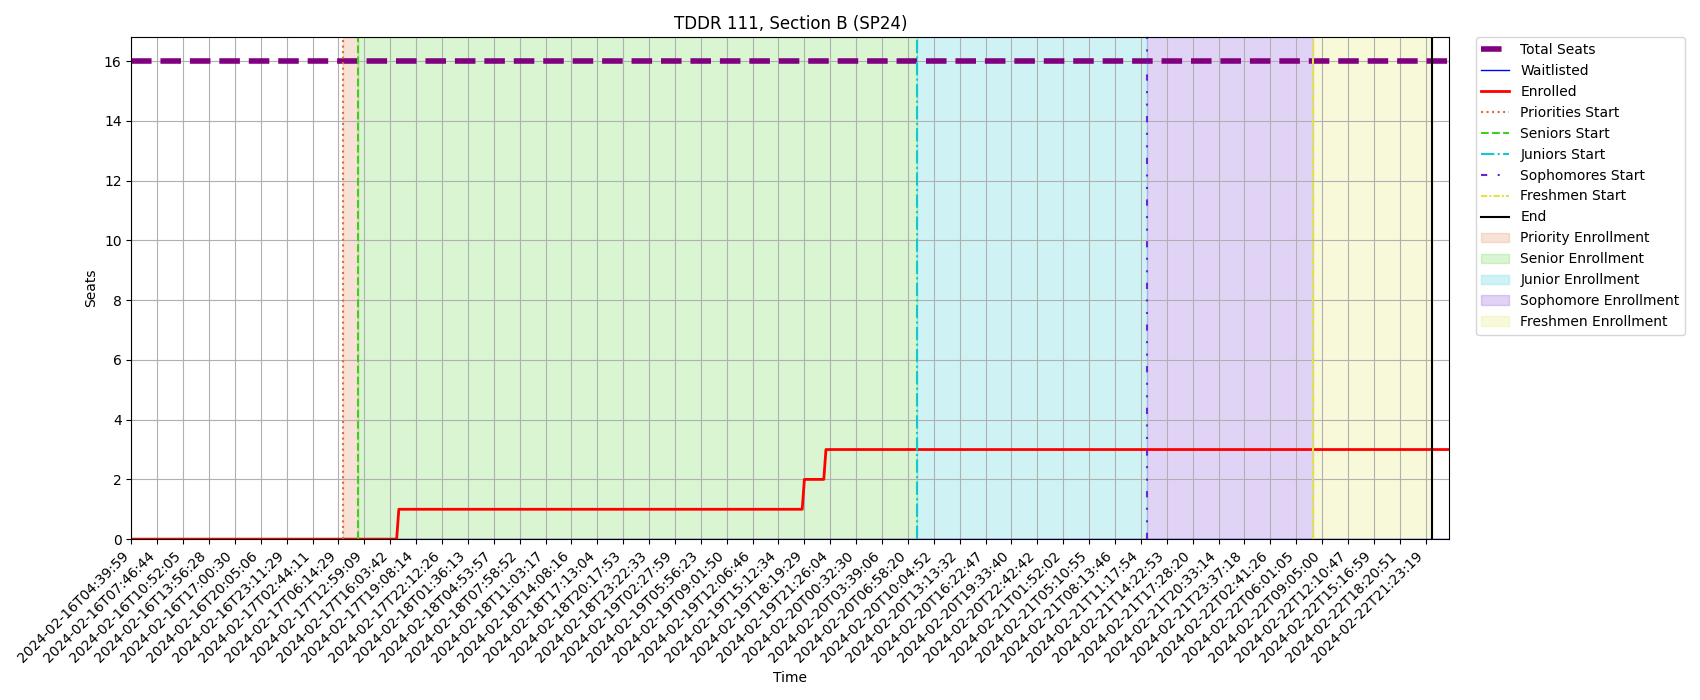 TDDR 111, Section B (SP24)
Seats
16
14
12
10
8
6
4
2
0
2024-02-16T04:39:59
2024-02-16T07:46:44
2024-02-16T10:52:05
2024-02-16T13:56:28
2024-02-16T17:00:30
2024-02-16T20:05:06
2024-02-16T23:11:29
2024-02-17T02:44:11
2024-02-17T06:14:29
2024-02-17T12:59:09
2024-02-17T16:03:42
2024-02-17T19:08:14
2024-02-17T22:12:26
2024-02-18T01:36:13
2024-02-18T04:53:57
2024-02-18T07:58:52
2024-02-18T11:03:17
2024-02-18T14:08:16
2024-02-18T17:13:04
2024-02-18T20:17:53
2024-02-18T23:22:33
2024-02-19T02:27:59
2024-02-19T05:56:23
2024-02-19T09:01:50
2024-02-19T12:06:46
2024-02-19T15:12:34
2024-02-19T18:19:29
2024-02-19T21:26:04
2024-02-20T00:32:30
2024-02-20T03:39:06
2024-02-20T06:58:20
2024-02-20T10:04:52
2024-02-20T13:13:32
2024-02-20T16:22:47
2024-02-20T19:33:40
2024-02-20T22:42:42
2024-02-21T01:52:02
2024-02-21T05:10:55
2024-02-21T08:13:46
2024-02-21T11:17:54
2024-02-21T14:22:53
2024-02-21T17:28:20
2024-02-21T20:33:14
2024-02-21T23:37:18
2024-02-22T02:41:26
2024-02-22T06:01:05
2024-02-22T09:05:00
2024-02-22T12:10:47
2024-02-22T15:16:59
2024-02-22T18:20:51
2024-02-22T21:23:19
Time
Total Seats
Waitlisted
Enrolled
Priorities Start
Seniors Start
Juniors Start
Sophomores Start
Freshmen Start
End
Priority Enrollment
Senior Enrollment
Junior Enrollment
Sophomore Enrollment
Freshmen Enrollment